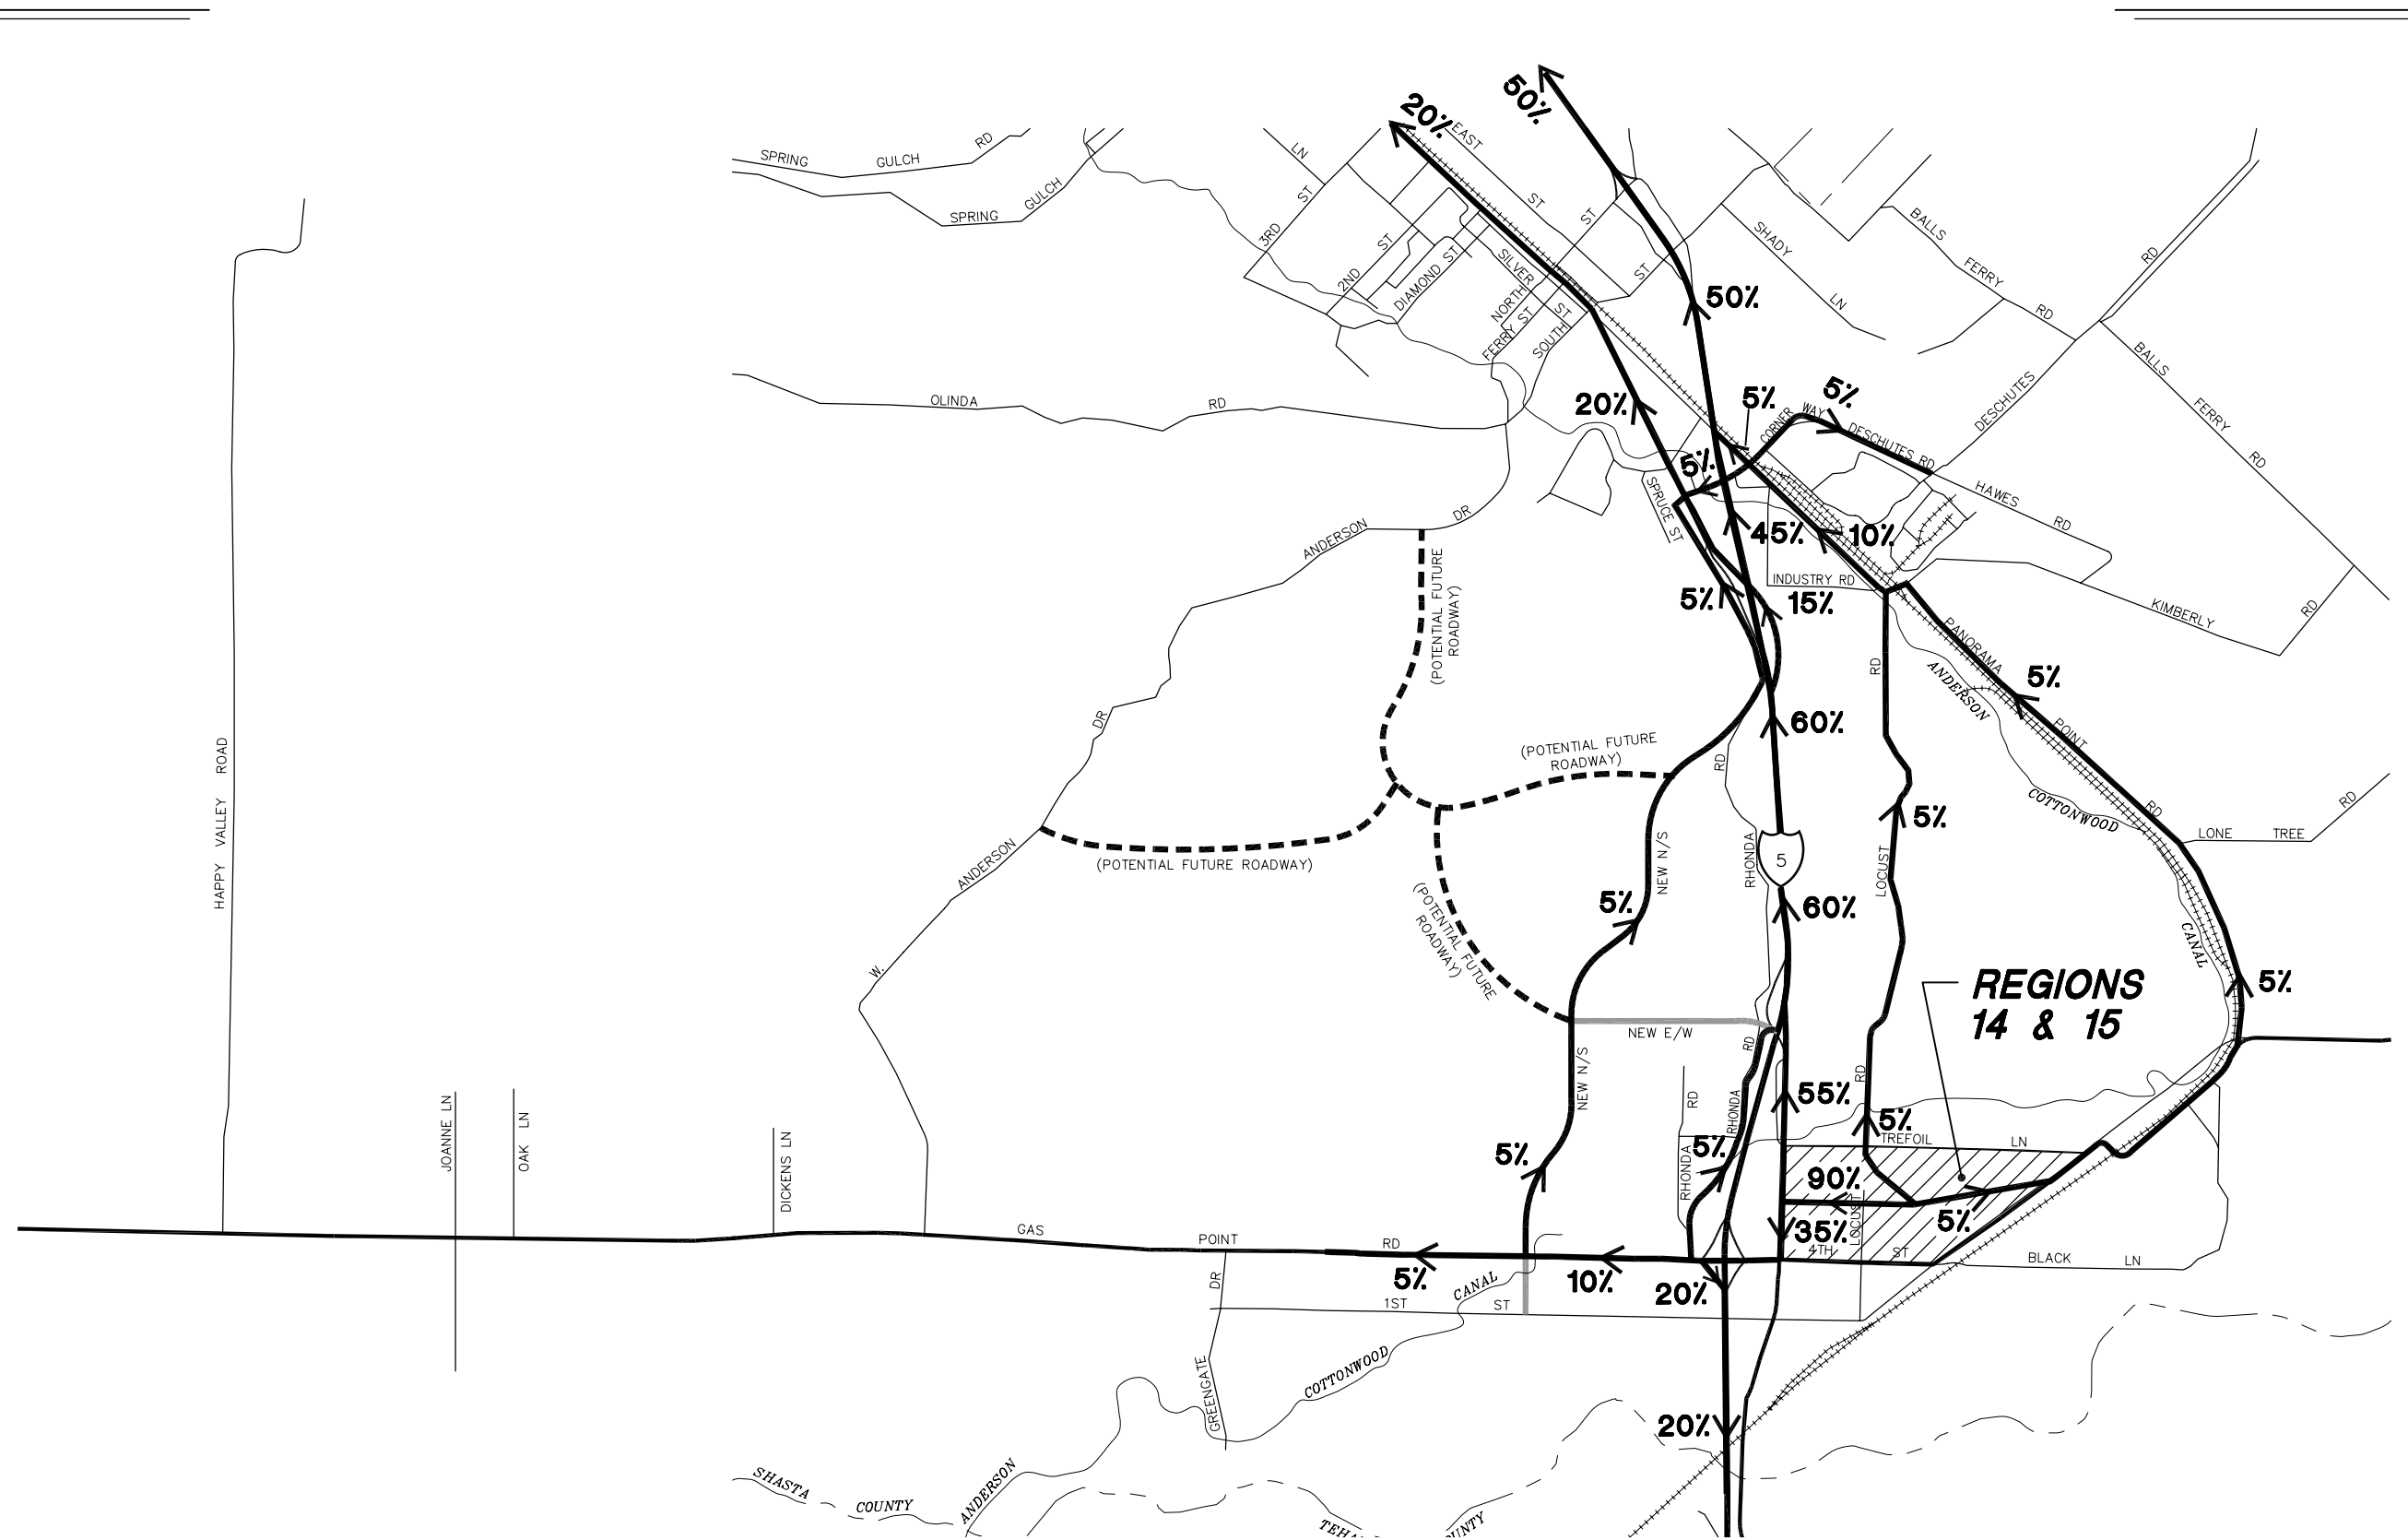 20%
50%
EAST
ST
SPRING GULCH RD
SPRING GULCH
LN
ST
3RD
2ND ST
DIAMOND ST
SILVER ST
NORTH ST
FERRY ST
SOUTH ST
SHADY LN
BALLS FERRY RD
RD
50%
OLINDA RD
20%
5%
5%
CORNER WAY
DESCHUTES RD
DESCHUTES
BALLS FERRY RD
5%
SPRUCE ST
HAWES RD
ANDERSON DR
45%
10%
INDUSTRY RD
5%
15%
KIMBERLY RD
(POTENTIAL FUTURE
ROADWAY)
RD
PANORAMA POINT RD
ANDERSON COTTONWOOD CANAL
5%
60%
DR
(POTENTIAL FUTURE
ROADWAY)
RD
HAPPY VALLEY ROAD
5%
LONE TREE RD
RHONDA
5
LOCUST
NEW N/S
W. ANDERSON
(POTENTIAL FUTURE ROADWAY)
(POTENTIAL FUTURE
ROADWAY)
5%
60%
REGIONS
14 & 15
5%
NEW E/W
RD
NEW N/S
RD
RHONDA
55%
RD
JOANNE LN
OAK LN
DICKENS LN
5%
TREFOIL LN
5%
5%
RHONDA
90%
LOCUST
5%
35%
GAS POINT RD
4TH ST
BLACK LN
5%
10%
20%
DR
CANAL
1ST ST
GREENGATE
COTTONWOOD
20%
SHASTA COUNTY
ANDERSON